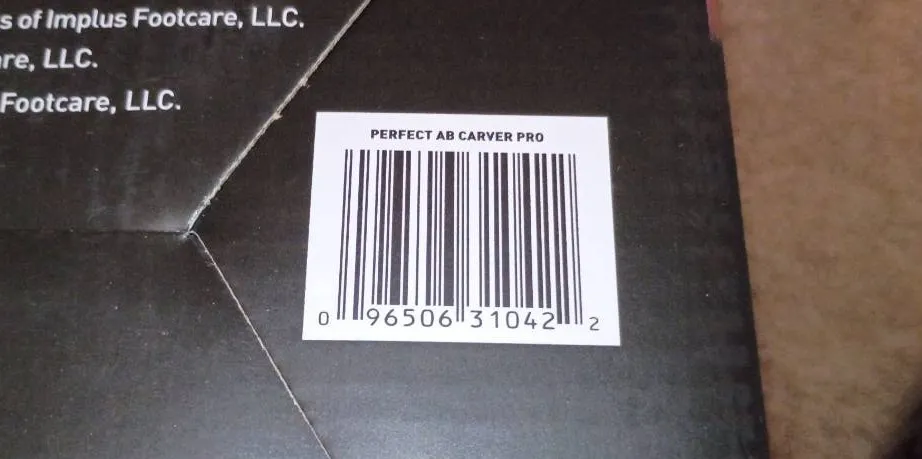 s of Implus Footcare, LLC.
re, LLC.
Footcare, LLC.
PERFECT AB CARVER PRO
0 96506 31042 2